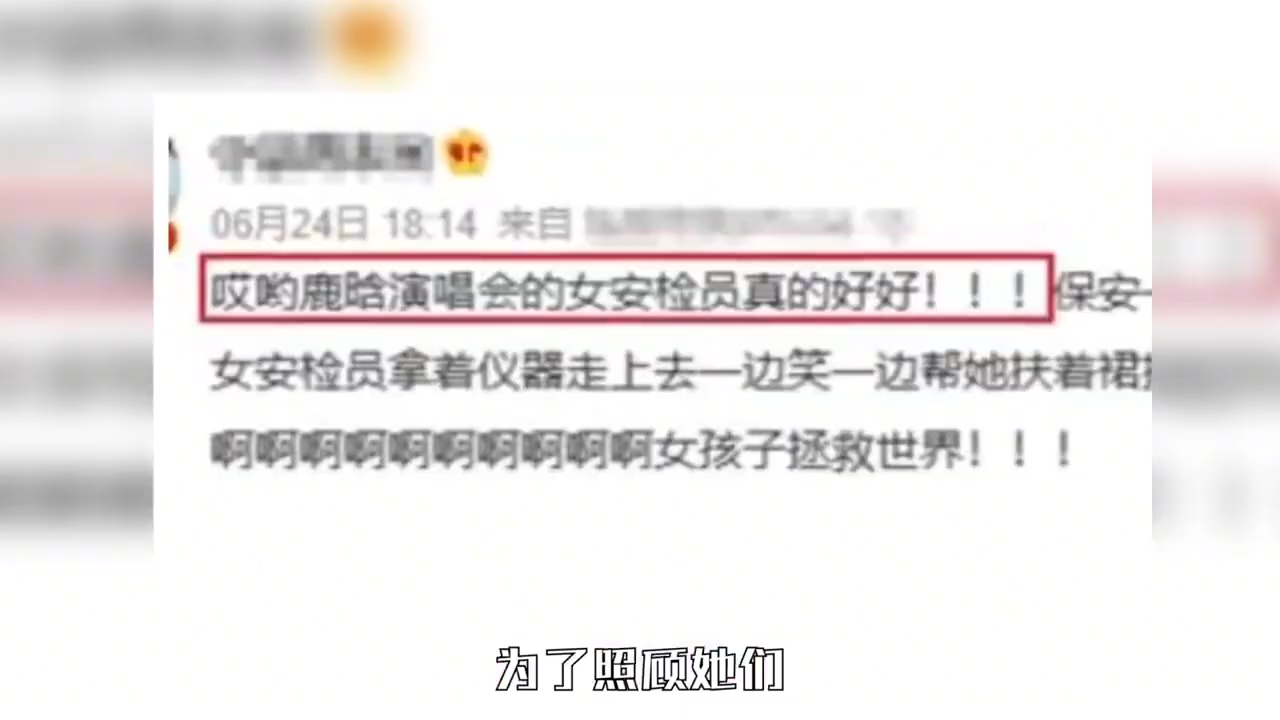 06月24日 18:14 来自
哎哟鹿晗演唱会的女安检员真的好好！！！保安一
女安检员拿着仪器走上去一边笑一边帮她扶着裙
啊啊啊啊啊啊啊啊啊啊女孩子拯救世界！！！
为了照顾她们